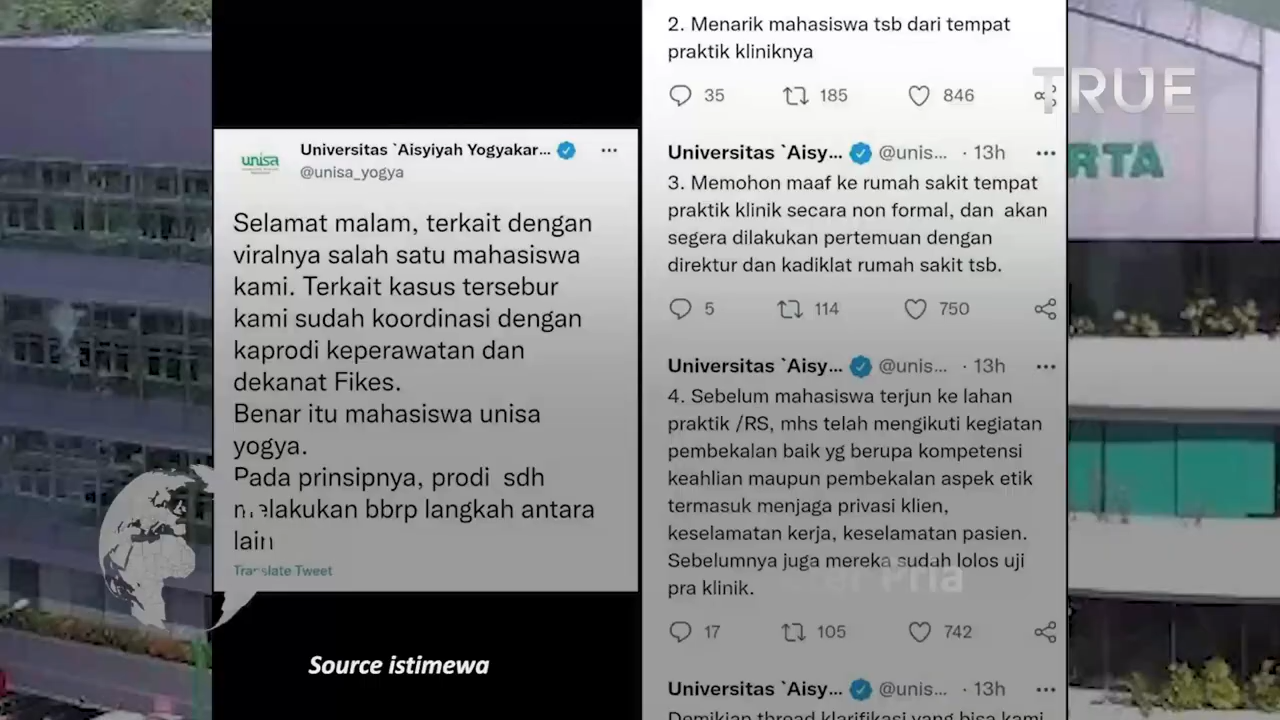 unisa
Universitas `Aisyiyah Yogyakar...
@unisa_yogya
Selamat malam, terkait dengan
viralnya salah satu mahasiswa
kami. Terkait kasus tersebur
kami sudah koordinasi dengan
kaprodi keperawatan dan
dekanat Fikes.
Benar itu mahasiswa unisa
yogya.
Pada prinsipnya, prodi sdh
melakukan bbrp langkah antara
lain
Translate Tweet
Source istimewa
2. Menarik mahasiswa tsb dari tempat
praktik kliniknya
35 185 846
TRUE
Universitas `Aisy... @unis... · 13h
3. Memohon maaf ke rumah sakit tempat
praktik klinik secara non formal, dan akan
segera dilakukan pertemuan dengan
direktur dan kadiklat rumah sakit tsb.
5 114 750
Universitas `Aisy... @unis... · 13h
4. Sebelum mahasiswa terjun ke lahan
praktik /RS, mhs telah mengikuti kegiatan
pembekalan baik yg berupa kompetensi
keahlian maupun pembekalan aspek etik
termasuk menjaga privasi klien,
keselamatan kerja, keselamatan pasien.
Sebelumnya juga mereka sudah lolos uji
pra klinik.
17 105 742
Universitas `Aisy... @unis... · 13h
Demikian thread klarifikasi yang bisa kami
RTA
Pria